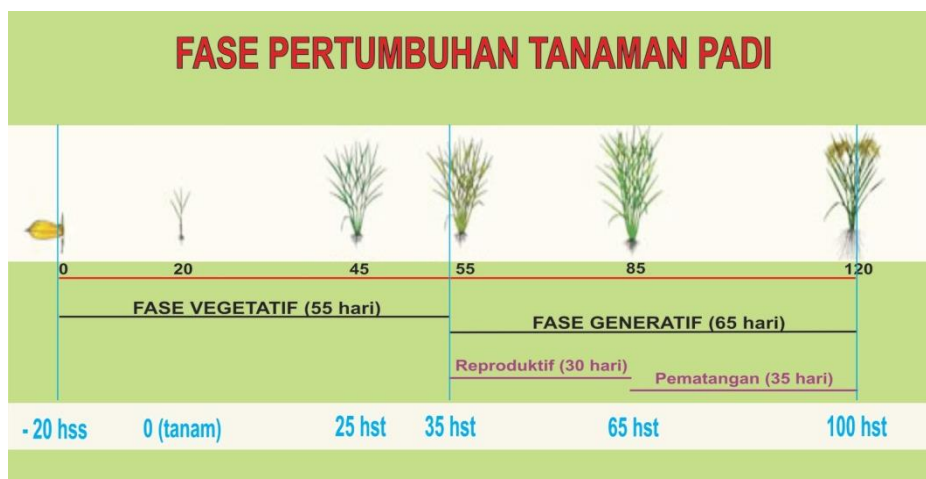 FASE PERTUMBUHAN TANAMAN PADI
0 20 45 55 85 120
FASE VEGETATIF (55 hari)
FASE GENERATIF (65 hari)
Reproduktif (30 hari)
Pematangan (35 hari)
- 20 hss 0 (tanam) 25 hst 35 hst 65 hst 100 hst